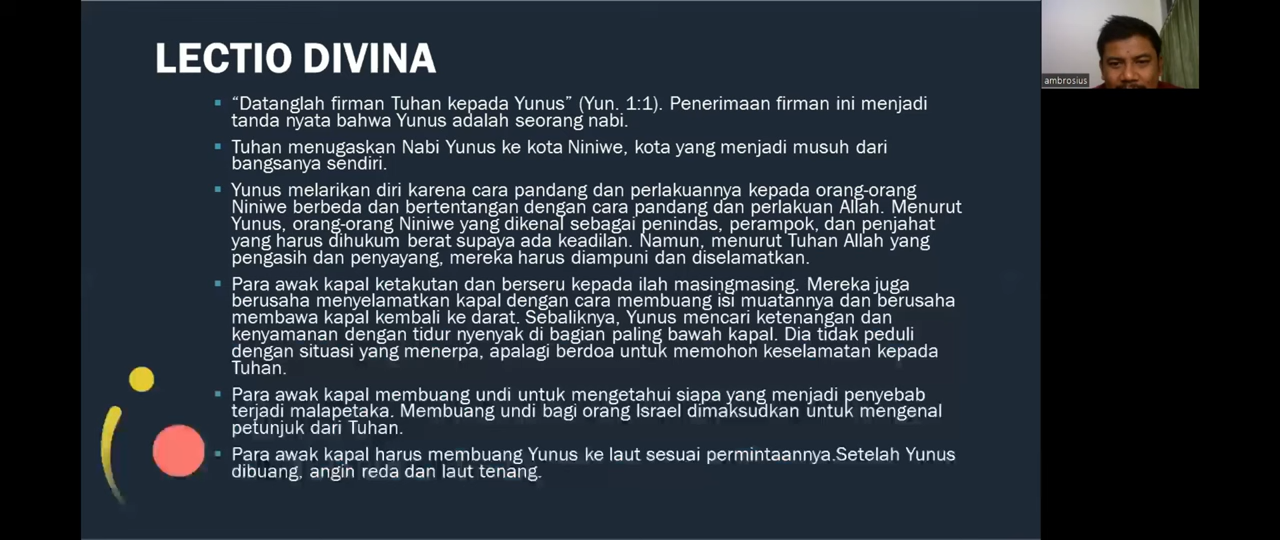 LECTIO DIVINA
ambrosius
▪ “Datanglah firman Tuhan kepada Yunus” (Yun. 1:1). Penerimaan firman ini menjadi
tanda nyata bahwa Yunus adalah seorang nabi.
▪ Tuhan menugaskan Nabi Yunus ke kota Niniwe, kota yang menjadi musuh dari
bangsanya sendiri.
▪ Yunus melarikan diri karena cara pandang dan perlakuannya kepada orang-orang
Niniwe berbeda dan bertentangan dengan cara pandang dan perlakuan Allah. Menurut
Yunus, orang-orang Niniwe yang dikenal sebagai penindas, perampok, dan penjahat
yang harus dihukum berat supaya ada keadilan. Namun, menurut Tuhan Allah yang
pengasih dan penyayang, mereka harus diampuni dan diselamatkan.
▪ Para awak kapal ketakutan dan berseru kepada ilah masingmasing. Mereka juga
berusaha menyelamatkan kapal dengan cara membuang isi muatannya dan berusaha
membawa kapal kembali ke darat. Sebaliknya, Yunus mencari ketenangan dan
kenyamanan dengan tidur nyenyak di bagian paling bawah kapal. Dia tidak peduli
dengan situasi yang menerpa, apalagi berdoa untuk memohon keselamatan kepada
Tuhan.
▪ Para awak kapal membuang undi untuk mengetahui siapa yang menjadi penyebab
terjadi malapetaka. Membuang undi bagi orang Israel dimaksudkan untuk mengenal
petunjuk dari Tuhan.
▪ Para awak kapal harus membuang Yunus ke laut sesuai permintaannya.Setelah Yunus
dibuang, angin reda dan laut tenang.